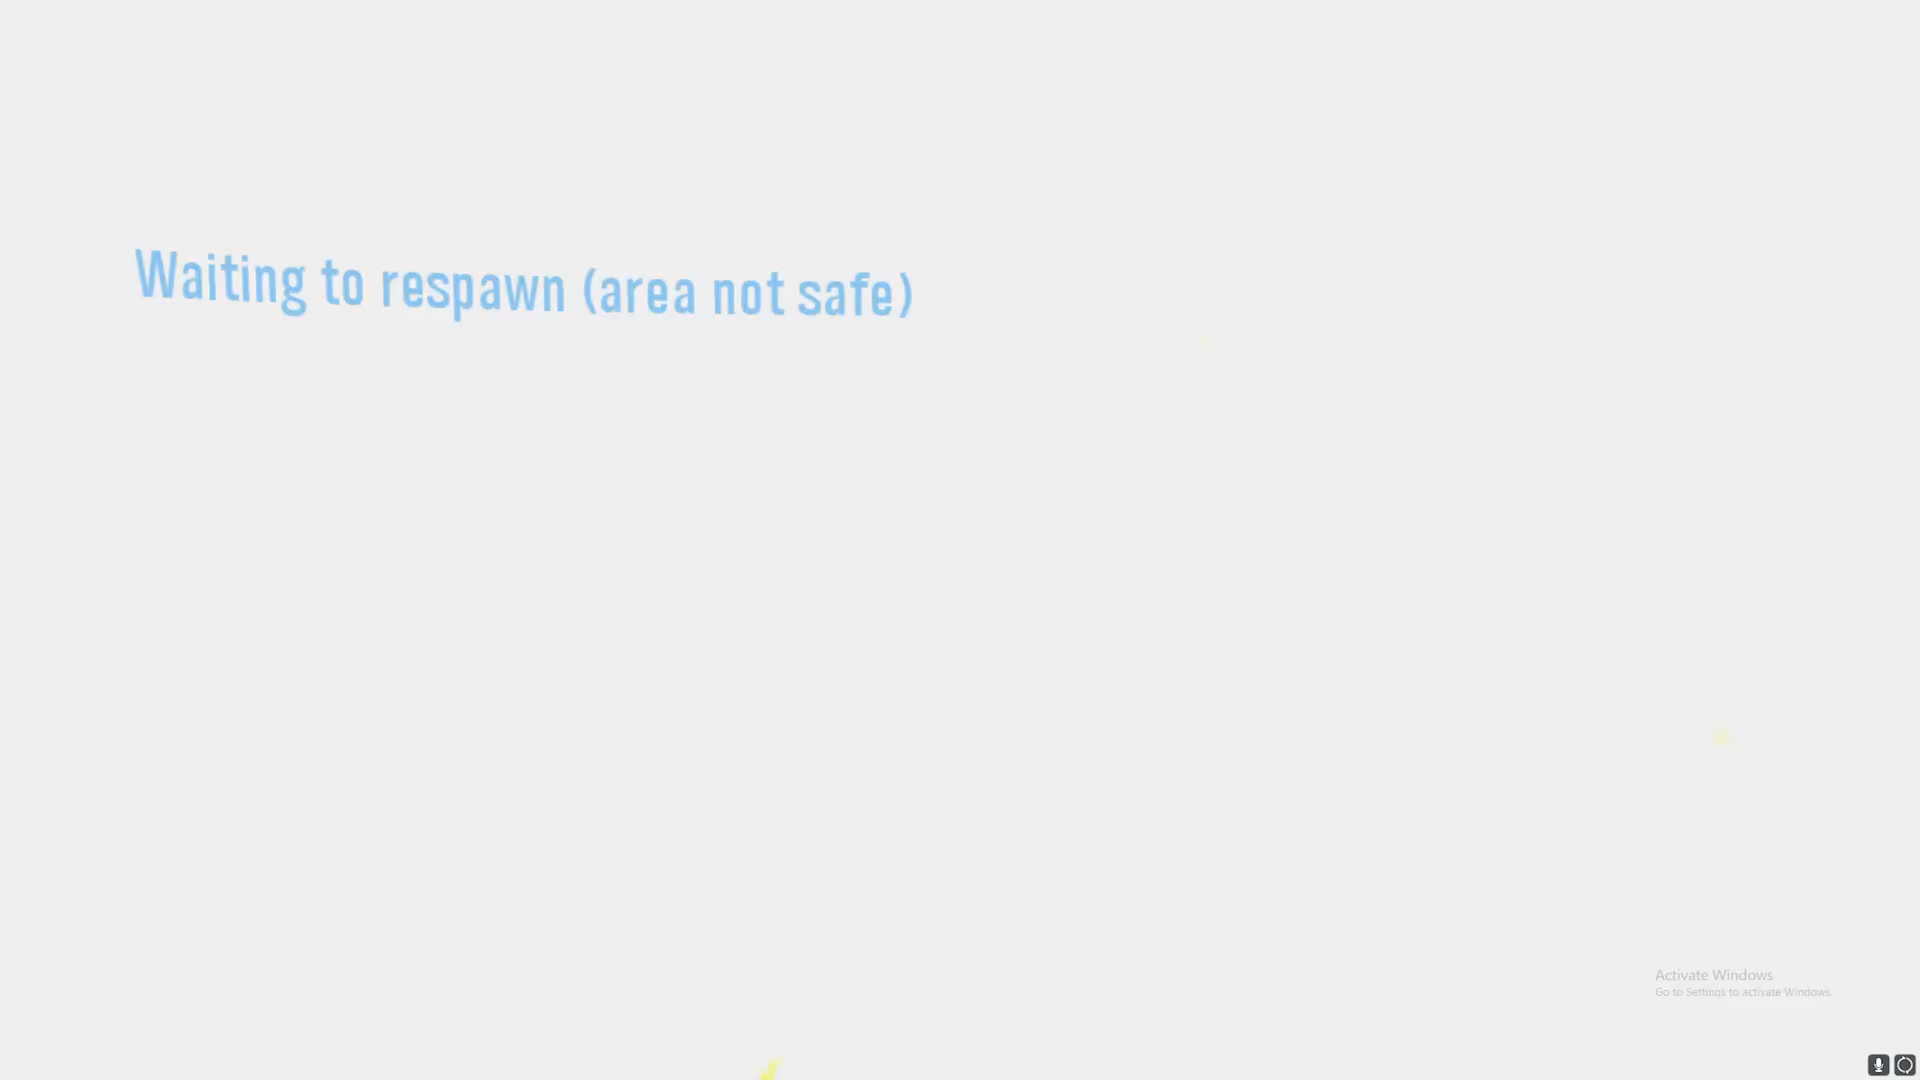 Waiting to respawn (area not safe)
Activate Windows
Go to Settings to activate Windows.